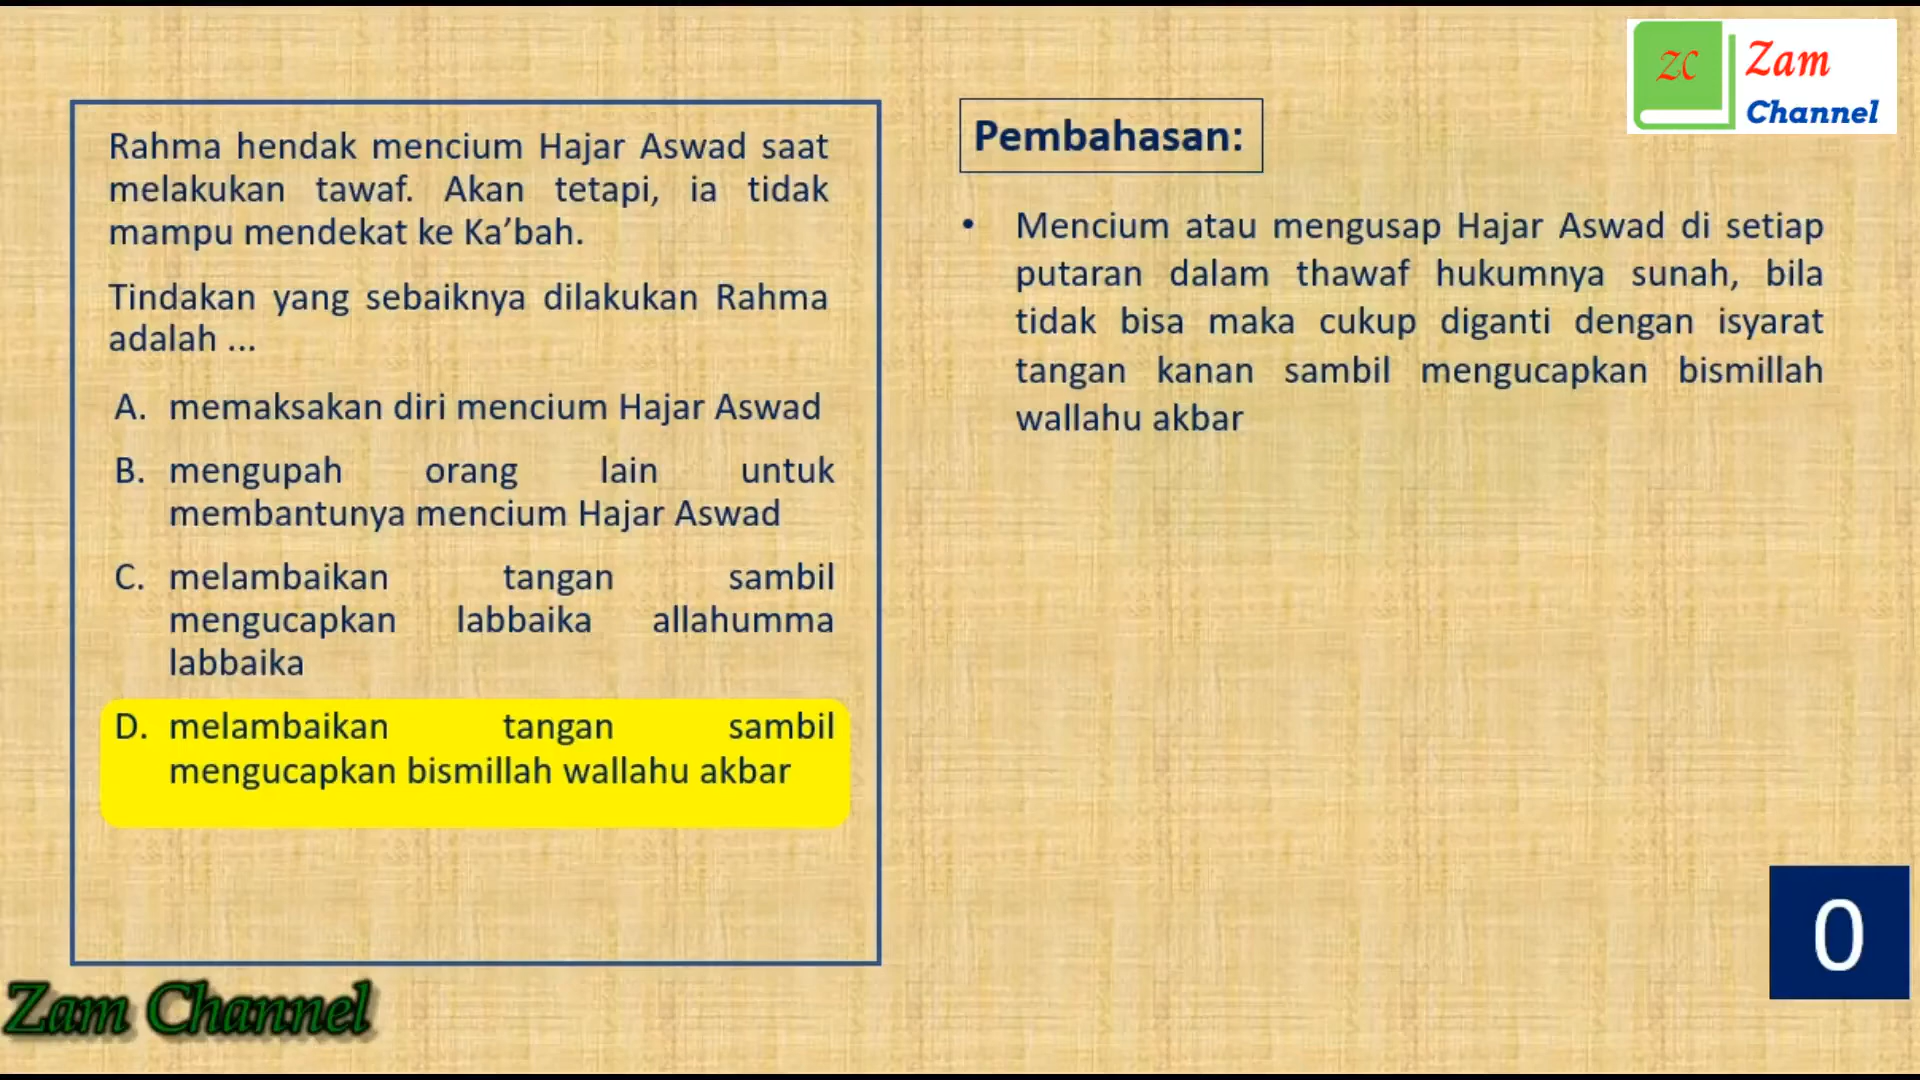 ZC Zam
Channel
Rahma hendak mencium Hajar Aswad saat
melakukan tawaf. Akan tetapi, ia tidak
mampu mendekat ke Ka’bah.
Tindakan yang sebaiknya dilakukan Rahma
adalah ...
A. memaksakan diri mencium Hajar Aswad
B. mengupah orang lain untuk
membantunya mencium Hajar Aswad
C. melambaikan tangan sambil
mengucapkan labbaika allahumma
labbaika
D. melambaikan tangan sambil
mengucapkan bismillah wallahu akbar
Pembahasan:
• Mencium atau mengusap Hajar Aswad di setiap
putaran dalam thawaf hukumnya sunah, bila
tidak bisa maka cukup diganti dengan isyarat
tangan kanan sambil mengucapkan bismillah
wallahu akbar
0
Zam Channel